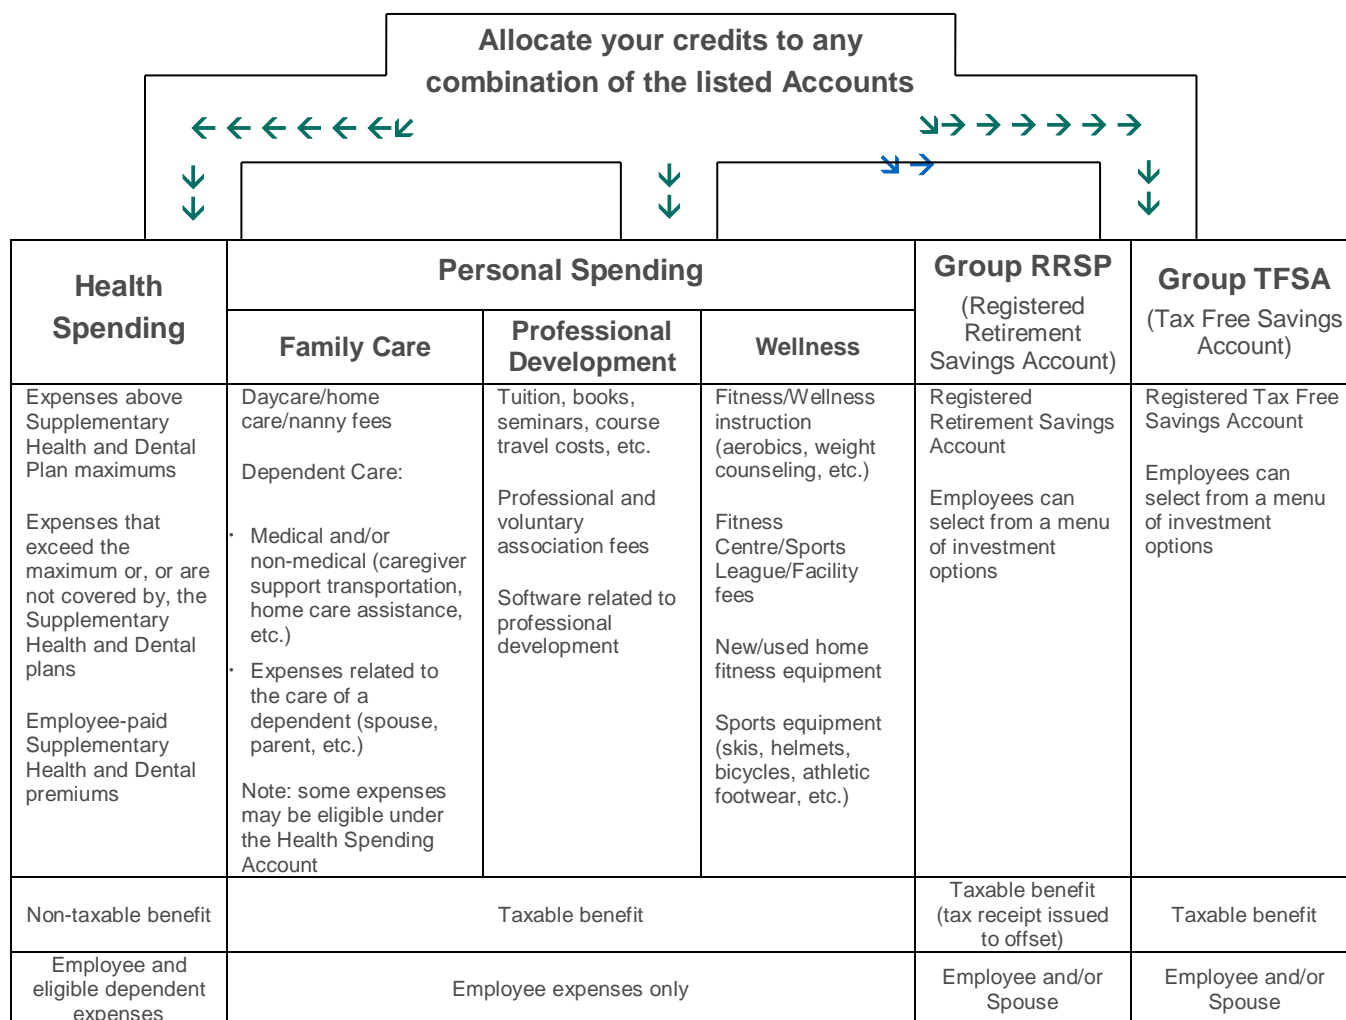 Allocate your credits to any
combination of the listed Accounts
Health
Spending
Personal Spending
Family Care
Professional
Development
Wellness
Group RRSP
(Registered
Retirement
Savings Account)
Group TFSA
(Tax Free Savings
Account)
Expenses above
Supplementary
Health and Dental
Plan maximums
Expenses that
exceed the
maximum or, or are
not covered by, the
Supplementary
Health and Dental
plans
Employee-paid
Supplementary
Health and Dental
premiums
Daycare/home
care/nanny fees
Dependent Care:
· Medical and/or
non-medical (caregiver
support transportation,
home care assistance,
etc.)
· Expenses related to
the care of a
dependent (spouse,
parent, etc.)
Note: some expenses
may be eligible under
the Health Spending
Account
Tuition, books,
seminars, course
travel costs, etc.
Professional and
voluntary
association fees
Software related to
professional
development
Fitness/Wellness
instruction
(aerobics, weight
counseling, etc.)
Fitness
Centre/Sports
League/Facility
fees
New/used home
fitness equipment
Sports equipment
(skis, helmets,
bicycles, athletic
footwear, etc.)
Registered
Retirement Savings
Account
Employees can
select from a menu
of investment
options
Registered Tax Free
Savings Account
Employees can
select from a menu
of investment
options
Non-taxable benefit
Taxable benefit
Taxable benefit
(tax receipt issued
to offset)
Taxable benefit
Employee and
eligible dependent
expenses
Employee expenses only
Employee and/or
Spouse
Employee and/or
Spouse